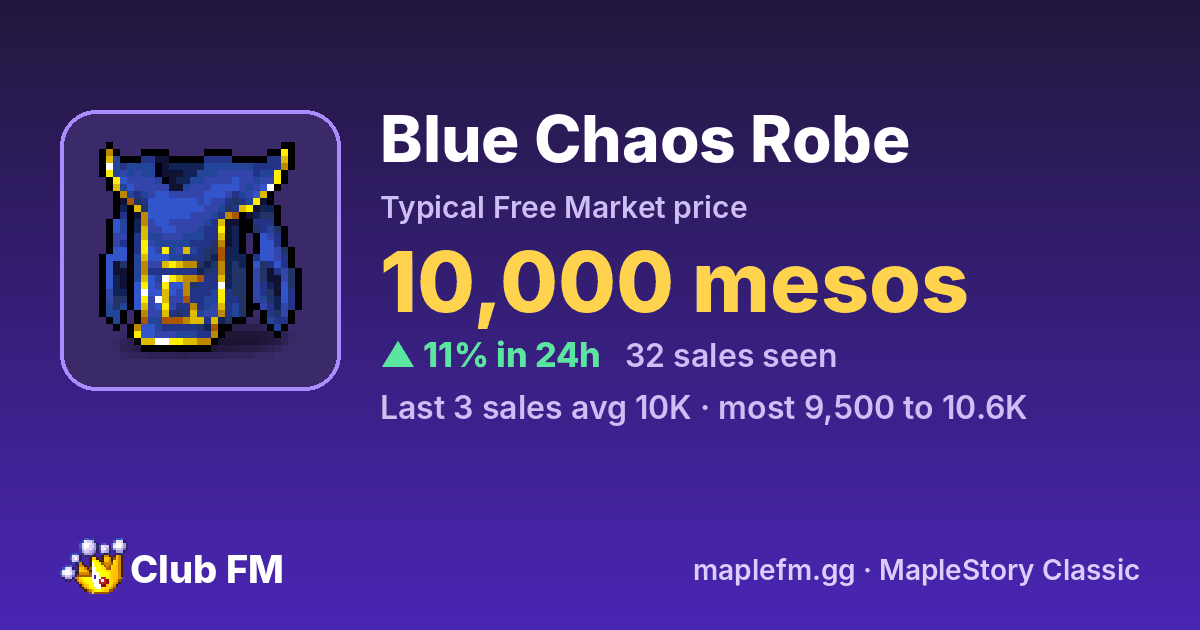 Blue Chaos Robe
Typical Free Market price
10,000 mesos
▲ 11% in 24h 32 sales seen
Last 3 sales avg 10K · most 9,500 to 10.6K
Club FM
maplefm.gg · MapleStory Classic